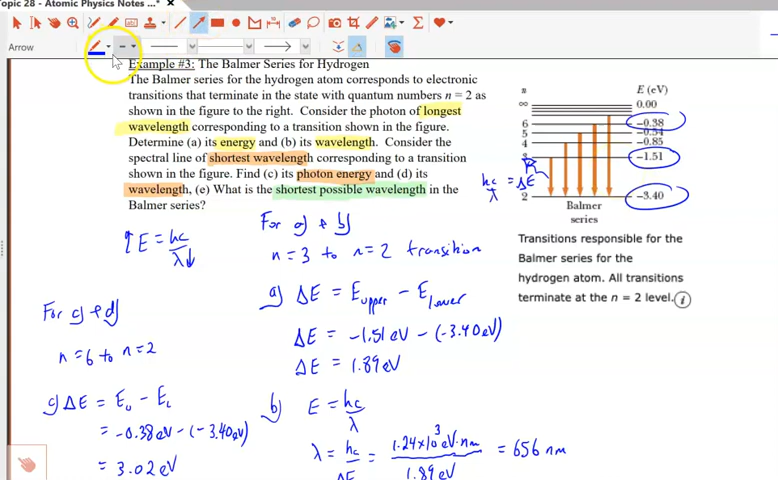 Topic 28 - Atomic Physics Notes ...*
Arrow
Example #3: The Balmer Series for Hydrogen
The Balmer series for the hydrogen atom corresponds to electronic
transitions that terminate in the state with quantum numbers n = 2 as
shown in the figure to the right. Consider the photon of longest
wavelength corresponding to a transition shown in the figure.
Determine (a) its energy and (b) its wavelength. Consider the
spectral line of shortest wavelength corresponding to a transition
shown in the figure. Find (c) its photon energy and (d) its
wavelength, (e) What is the shortest possible wavelength in the
Balmer series?
n E (eV)
∞ 0.00
6 -0.38
5 -0.54
4 -0.85
3 -1.51
hc/λ = ΔE
2 -3.40
Balmer
series
Transitions responsible for the
Balmer series for the
hydrogen atom. All transitions
terminate at the n = 2 level. i
↑E = hc/λ↓
For a) & b)
n = 3 to n = 2 transition
a) ΔE = E upper - E lower
ΔE = -1.51 eV - (-3.40 eV)
ΔE = 1.89 eV
b) E = hc/λ
λ = hc/ΔE = 1.24x10^3 eV·nm / 1.89 eV = 656 nm
For c) & d)
n = 6 to n = 2
c) ΔE = Eu - EL
= -0.38 eV - (-3.40 eV)
= 3.02 eV